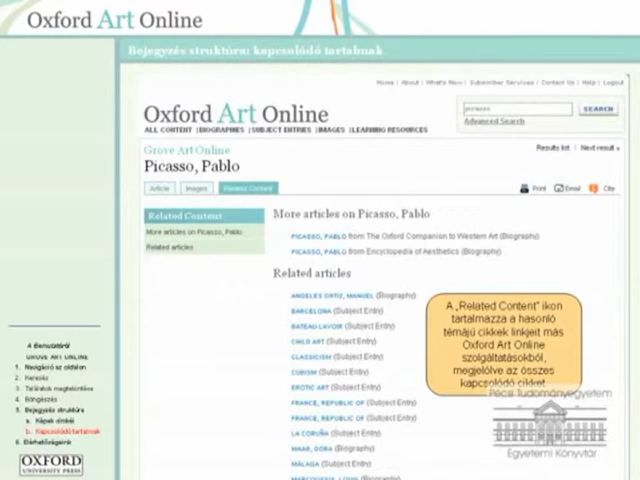 Oxford Art Online
Bejegyzés struktúra: kapcsolódó tartalmak
Home | About | What's New | Subscriber Services | Contact Us | Help | Logout
Oxford Art Online
picasso
SEARCH
Advanced Search
ALL CONTENT | BIOGRAPHIES | SUBJECT ENTRIES | IMAGES | LEARNING RESOURCES
Grove Art Online
Results list | Next result »
Picasso, Pablo
Article
Images
Related Content
Print
Email
Cite
Related Content
More articles on Picasso, Pablo
Related articles
More articles on Picasso, Pablo
PICASSO, PABLO from The Oxford Companion to Western Art (Biography)
PICASSO, PABLO from Encyclopedia of Aesthetics (Biography)
Related articles
ANGELES ORTIZ, MANUEL (Biography)
BARCELONA (Subject Entry)
BATEAU-LAVOIR (Subject Entry)
CHILD ART (Subject Entry)
CLASSICISM (Subject Entry)
CUBISM (Subject Entry)
EROTIC ART (Subject Entry)
FRANCE, REPUBLIC OF (Subject Entry)
FRANCE, REPUBLIC OF (Subject Entry)
LA CORUÑA (Subject Entry)
MAAR, DORA (Biography)
MÁLAGA (Subject Entry)
A „Related Content" ikon
tartalmazza a hasonló
témájú cikkek linkjeit más
Oxford Art Online
szolgáltatásokból,
megjelölve az összes
kapcsolódó cikket.
Pécsi Tudományegyetem
Egyetemi Könyvtár
A Bemutatóról
GROVE ART ONLINE
1. Navigáció az oldalon
2. Keresés
3. Találatok megtekintése
4. Böngészés
5. Bejegyzés struktúra
a. Képek címkéi
b. Kapcsolódó tartalmak
6. Elérhetőségeink
OXFORD
UNIVERSITY PRESS